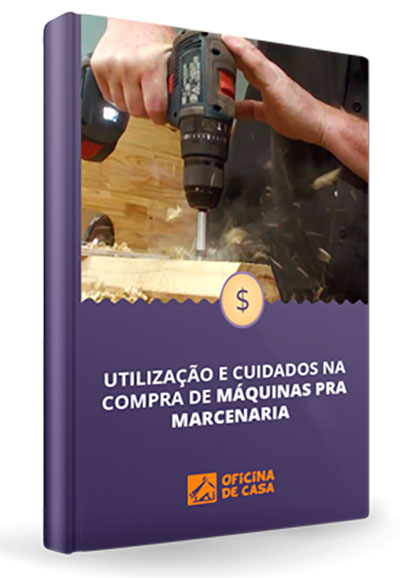 $
UTILIZAÇÃO E CUIDADOS NA
COMPRA DE MÁQUINAS PRA
MARCENARIA
OFICINA
DE CASA